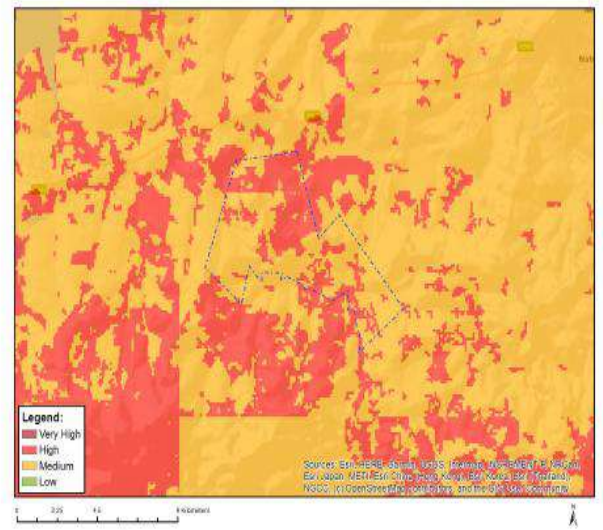 Legend:
Very High
High
Medium
Low
Sources: Esri, HERE, Garmin, USGS, Intermap, INCREMENT P, NRCan,
Esri Japan, METI, Esri China (Hong Kong), Esri Korea, Esri (Thailand),
NGCC, (c) OpenStreetMap contributors, and the GIS User Community
0 2.25 4.5 9 Kilometers
N